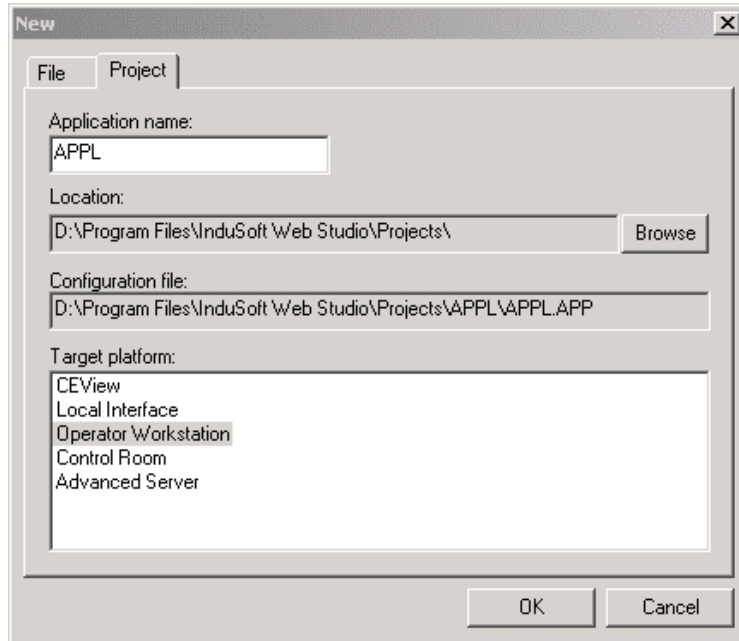 New
File
Project
Application name:
APPL
Location:
D:\Program Files\InduSoft Web Studio\Projects\
Browse
Configuration file:
D:\Program Files\InduSoft Web Studio\Projects\APPL\APPL.APP
Target platform:
CEView
Local Interface
Operator Workstation
Control Room
Advanced Server
OK
Cancel